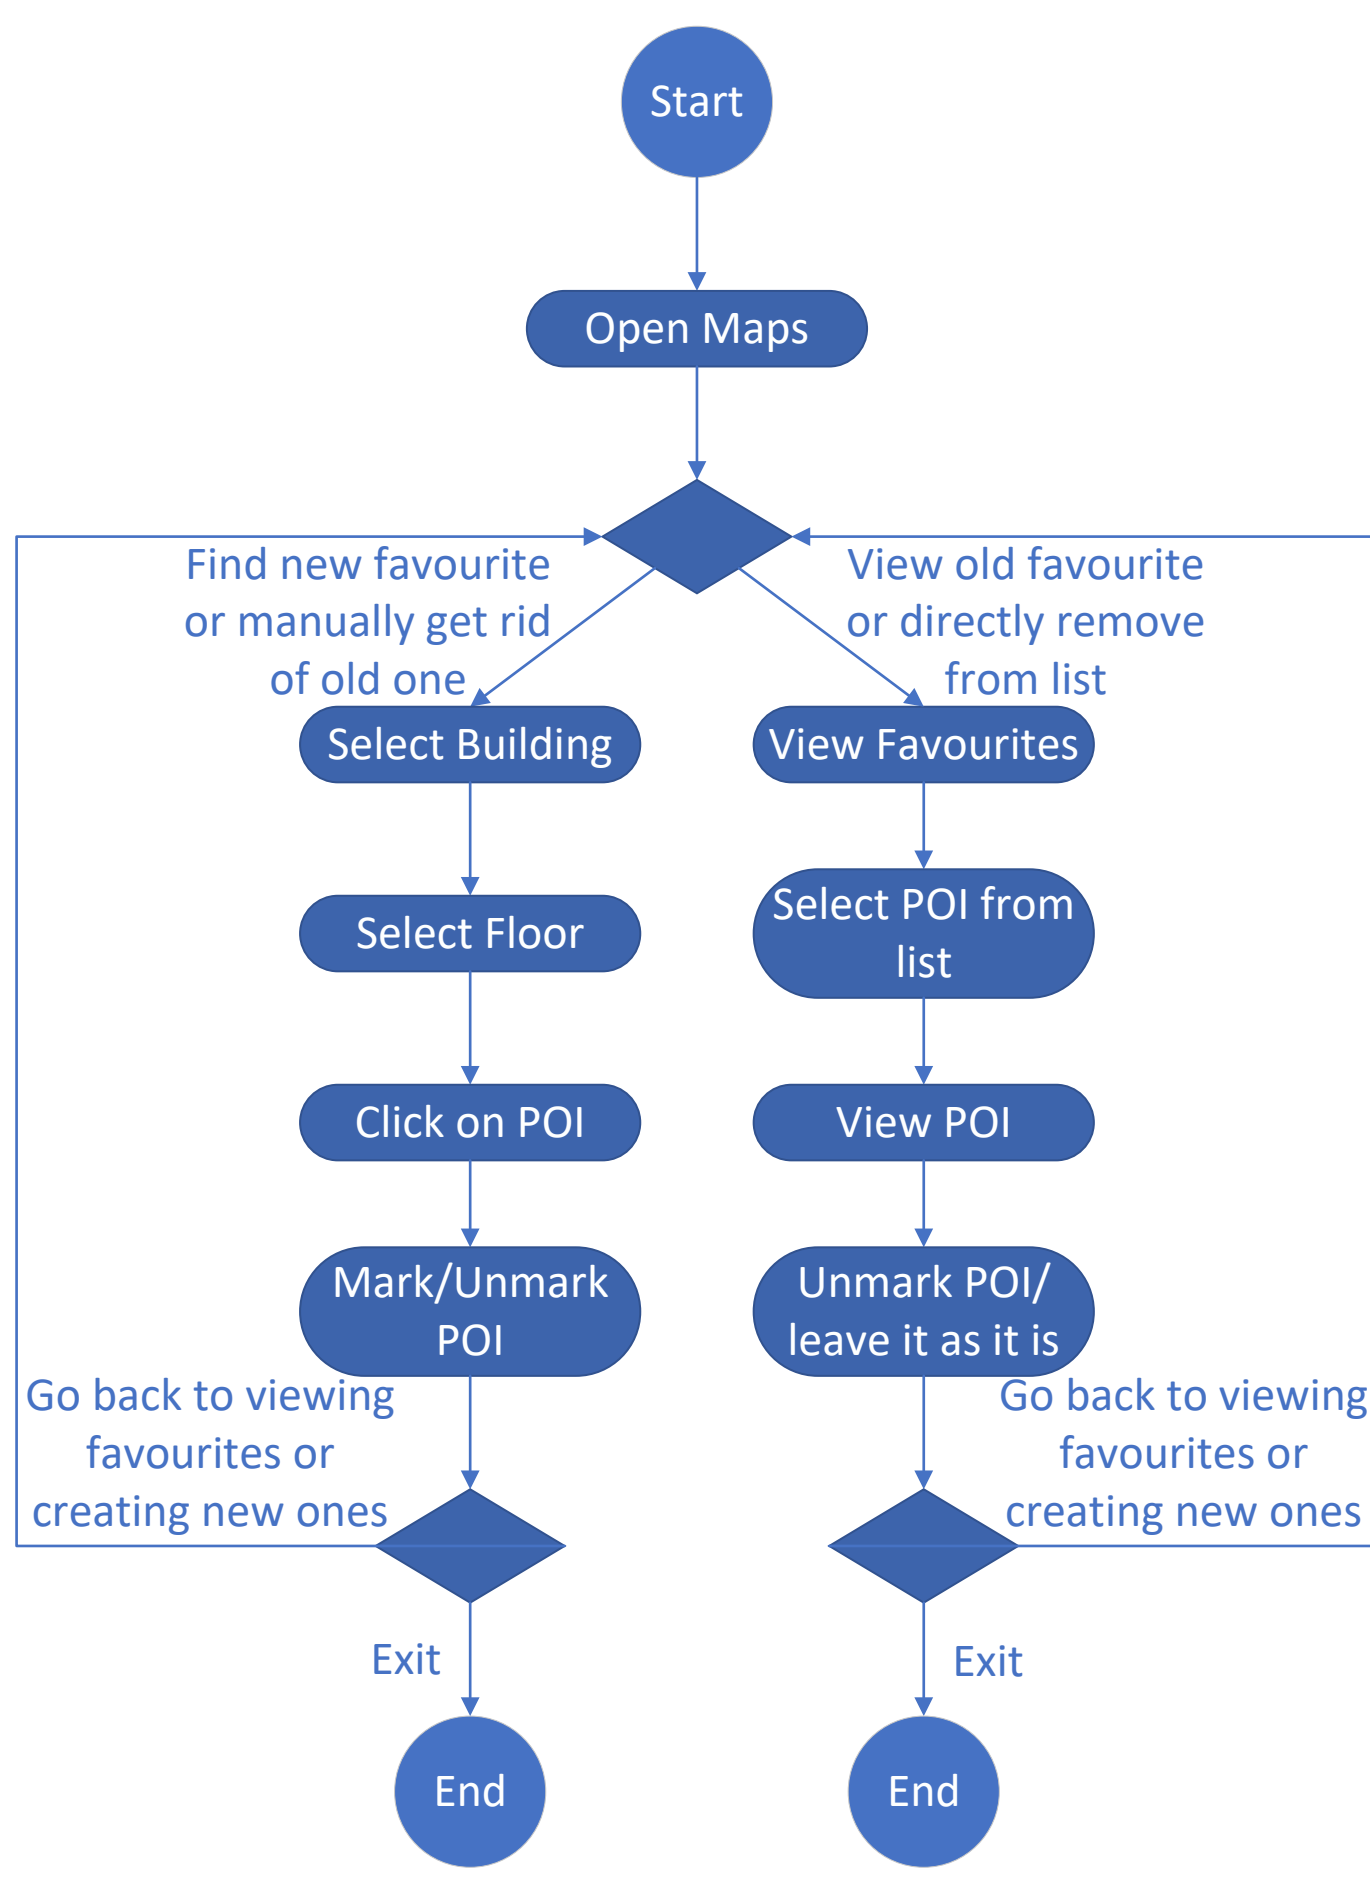 Start
Open Maps
Find new favourite
or manually get rid
of old one
View old favourite
or directly remove
from list
Select Building
View Favourites
Select Floor
Select POI from
list
Click on POI
View POI
Mark/Unmark
POI
Unmark POI/
leave it as it is
Go back to viewing
favourites or
creating new ones
Go back to viewing
favourites or
creating new ones
Exit
Exit
End
End